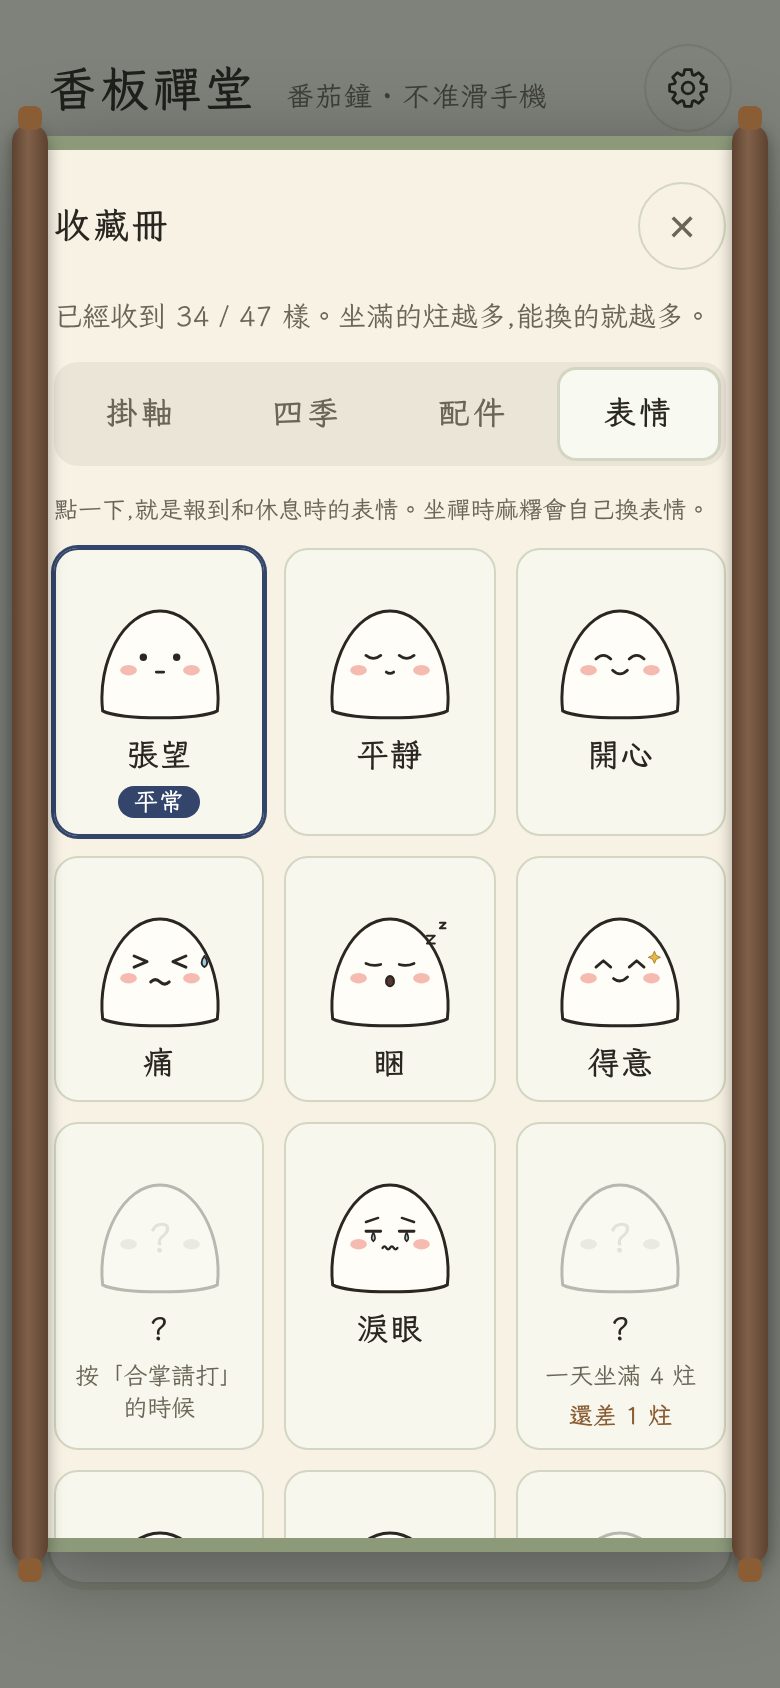 香板禪堂 番茄鐘・不准滑手機
收藏冊
已經收到 34 / 47 樣。坐滿的炷越多,能換的就越多。
掛軸 四季 配件 表情
點一下,就是報到和休息時的表情。坐禪時麻糬會自己換表情。
張望 平靜 開心
平常
z
z
痛 睏 得意
? ?
? 淚眼 ?
按「合掌請打」的時候
一天坐滿 4 炷
還差 1 炷